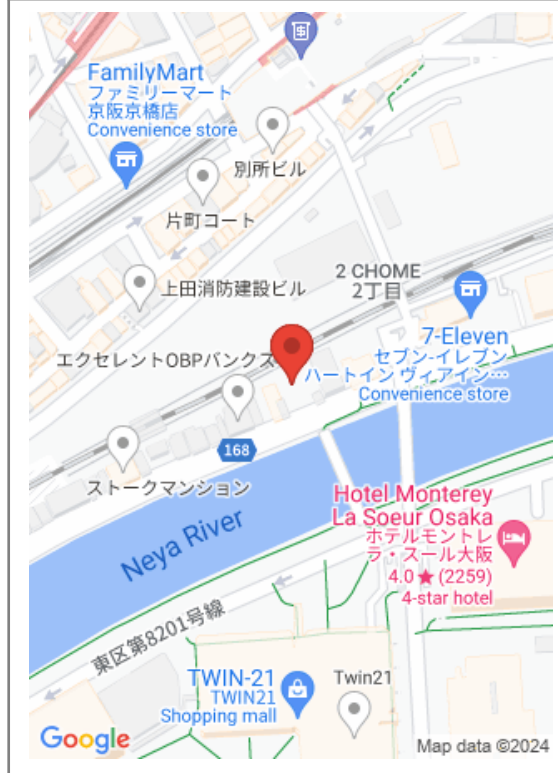 FamilyMart
ファミリーマート
京阪京橋店
Convenience store
別所ビル
片町コート
2 CHOME
2丁目
上田消防建設ビル
7-Eleven
セブン-イレブン
ハートイン ヴィアイン…
Convenience store
エクセレントOBPバンクス
168
ストークマンション
Neya River
Hotel Monterey
La Soeur Osaka
ホテルモントレ
ラ・スール大阪
4.0★(2259)
4-star hotel
東区第8201号線
TWIN-21
TWIN21
Shopping mall
Twin21
Google
Map data ©2024